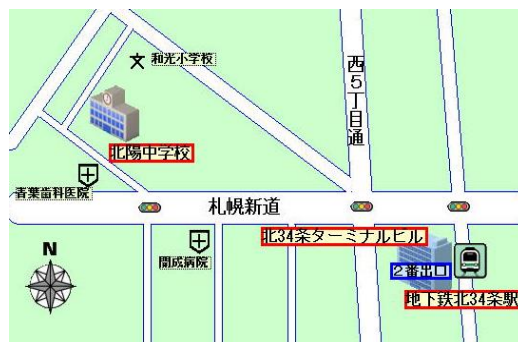 和光小学校
西5丁目通
北陽中学校
青葉歯科医院
札幌新道
北34条ターミナルビル
開成病院
N
2番出口
地下鉄北34条駅